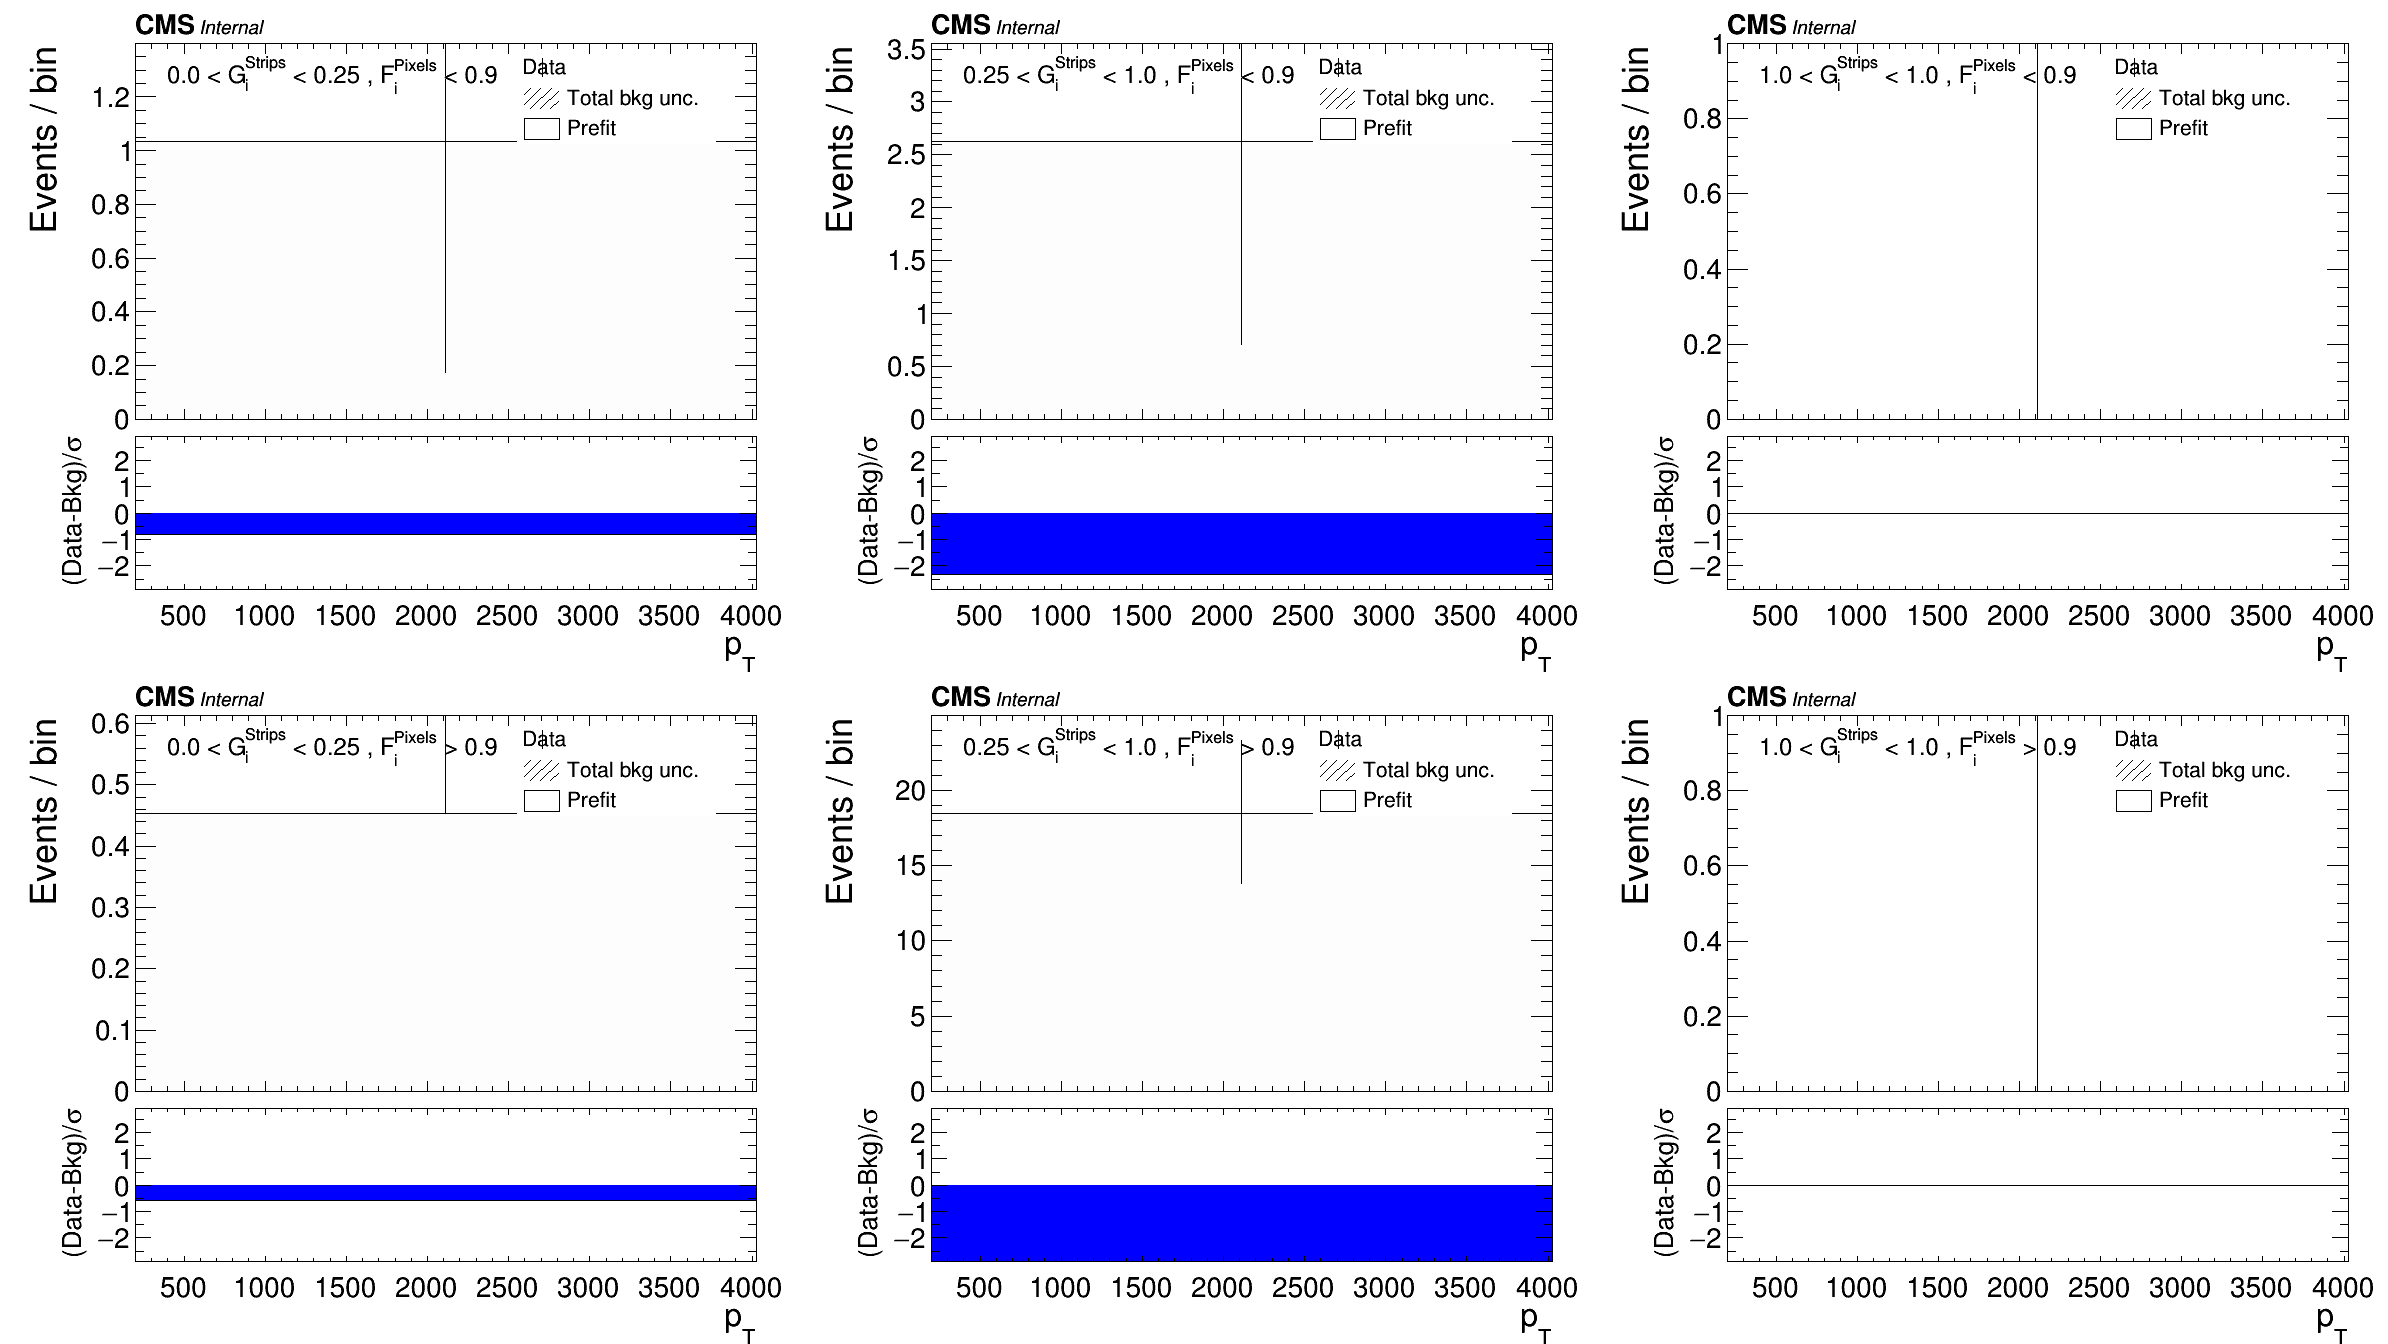 CMS Internal
Events / bin
0.0 < G_i^Strips < 0.25 , F_i^Pixels < 0.9
Data
Total bkg unc.
Prefit
1.2
1
0.8
0.6
0.4
0.2
0
(Data-Bkg)/σ
2
1
0
−1
−2
500 1000 1500 2000 2500 3000 3500 4000
p_T
CMS Internal
Events / bin
0.25 < G_i^Strips < 1.0 , F_i^Pixels < 0.9
Data
Total bkg unc.
Prefit
3.5
3
2.5
2
1.5
1
0.5
0
(Data-Bkg)/σ
2
1
0
−1
−2
500 1000 1500 2000 2500 3000 3500 4000
p_T
CMS Internal
Events / bin
1.0 < G_i^Strips < 1.0 , F_i^Pixels < 0.9
Data
Total bkg unc.
Prefit
1
0.8
0.6
0.4
0.2
0
(Data-Bkg)/σ
2
1
0
−1
−2
500 1000 1500 2000 2500 3000 3500 4000
p_T
CMS Internal
Events / bin
0.0 < G_i^Strips < 0.25 , F_i^Pixels > 0.9
Data
Total bkg unc.
Prefit
0.6
0.5
0.4
0.3
0.2
0.1
0
(Data-Bkg)/σ
2
1
0
−1
−2
500 1000 1500 2000 2500 3000 3500 4000
p_T
CMS Internal
Events / bin
0.25 < G_i^Strips < 1.0 , F_i^Pixels > 0.9
Data
Total bkg unc.
Prefit
20
15
10
5
0
(Data-Bkg)/σ
2
1
0
−1
−2
500 1000 1500 2000 2500 3000 3500 4000
p_T
CMS Internal
Events / bin
1.0 < G_i^Strips < 1.0 , F_i^Pixels > 0.9
Data
Total bkg unc.
Prefit
1
0.8
0.6
0.4
0.2
0
(Data-Bkg)/σ
2
1
0
−1
−2
500 1000 1500 2000 2500 3000 3500 4000
p_T